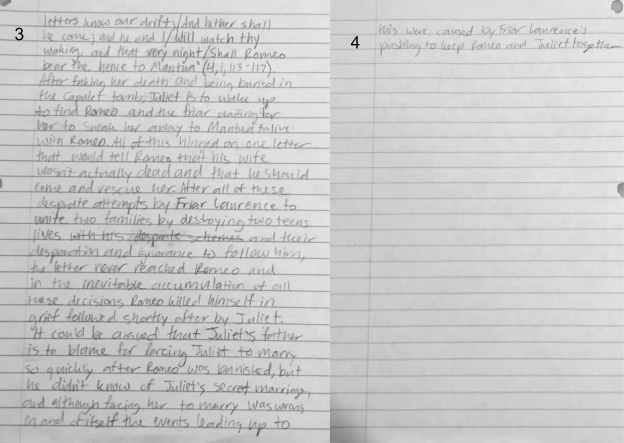 3
letters know our drift,/And hither shall
he come; and he and I/Will watch thy
waking, and that very night/Shall Romeo
bear the hence to Mantua" (4,1,113-117).
After faking her death and being buried in
the Capulet tomb, Juliet is to wake up
to find Romeo and the friar waiting for
her to sneak her away to Mantua to live
with Romeo. All of this hinged on one letter
that would tell Romeo that his wife
wasn't actually dead and that he should
come and rescue her. After all of these
desprate attempts by Friar Laurence to
unite two families by destoying two teens
lives with his desprate schemes and their
desparation and ignorance to follow him,
the letter never reached Romeo and
in the inevitable accumulation of all
these decisions Romeo killed himself in
grief followed shortly after by Juliet.
It could be argued that Juliet's father
is to blame for forcing Juliet to marry
so quickly after Romeo was banished, but
he didn't know of Juliet's secret marriage,
and although forcing her to marry was wrong
in and of itself the events leading up to
4
this were caused by Friar Laurence's
pushing to keep Romeo and Juliet together